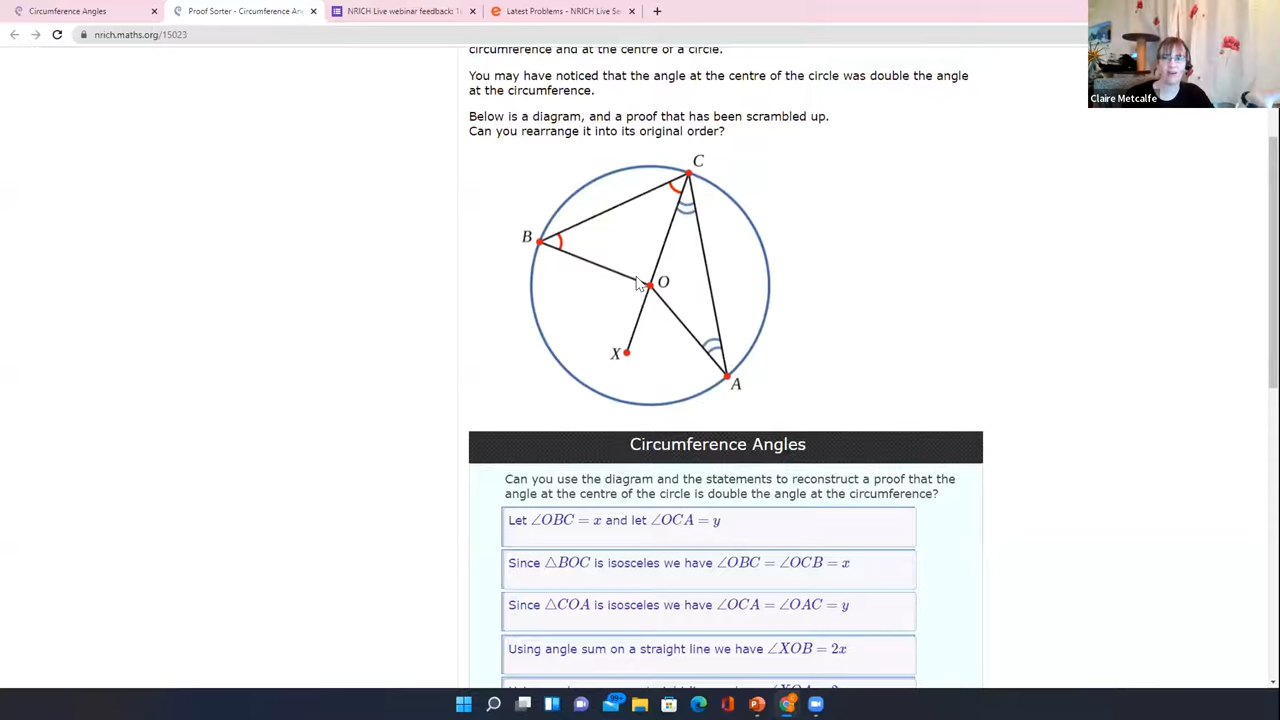 Circumference Angles
Proof Sorter - Circumference An
NRICH Live webinar feedback: 1
Latest Problems - NRICH Live Se
nrich.maths.org/15023
circumference and at the centre of a circle.
You may have noticed that the angle at the centre of the circle was double the angle
at the circumference.
Below is a diagram, and a proof that has been scrambled up.
Can you rearrange it into its original order?
Claire Metcalfe
C
B
O
X
A
Circumference Angles
Can you use the diagram and the statements to reconstruct a proof that the
angle at the centre of the circle is double the angle at the circumference?
Let ∠OBC = x and let ∠OCA = y
Since △BOC is isosceles we have ∠OBC = ∠OCB = x
Since △COA is isosceles we have ∠OCA = ∠OAC = y
Using angle sum on a straight line we have ∠XOB = 2x
99+